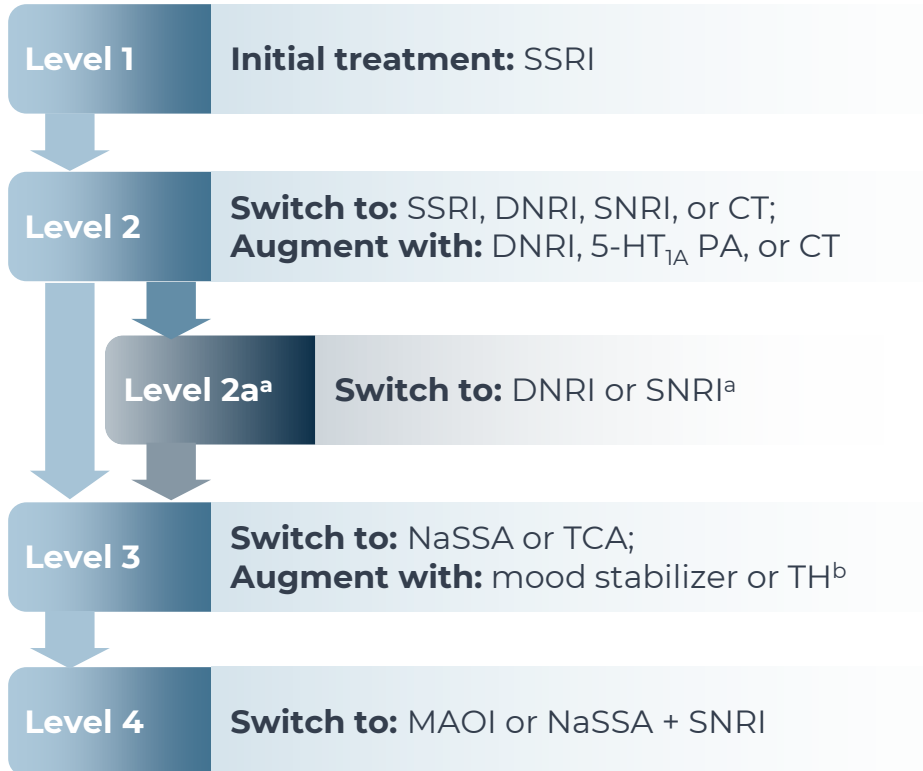 Level 1
Initial treatment: SSRI
Level 2
Switch to: SSRI, DNRI, SNRI, or CT;
Augment with: DNRI, 5-HT1A PA, or CT
Level 2aᵃ
Switch to: DNRI or SNRIᵃ
Level 3
Switch to: NaSSA or TCA;
Augment with: mood stabilizer or THᵇ
Level 4
Switch to: MAOI or NaSSA + SNRI